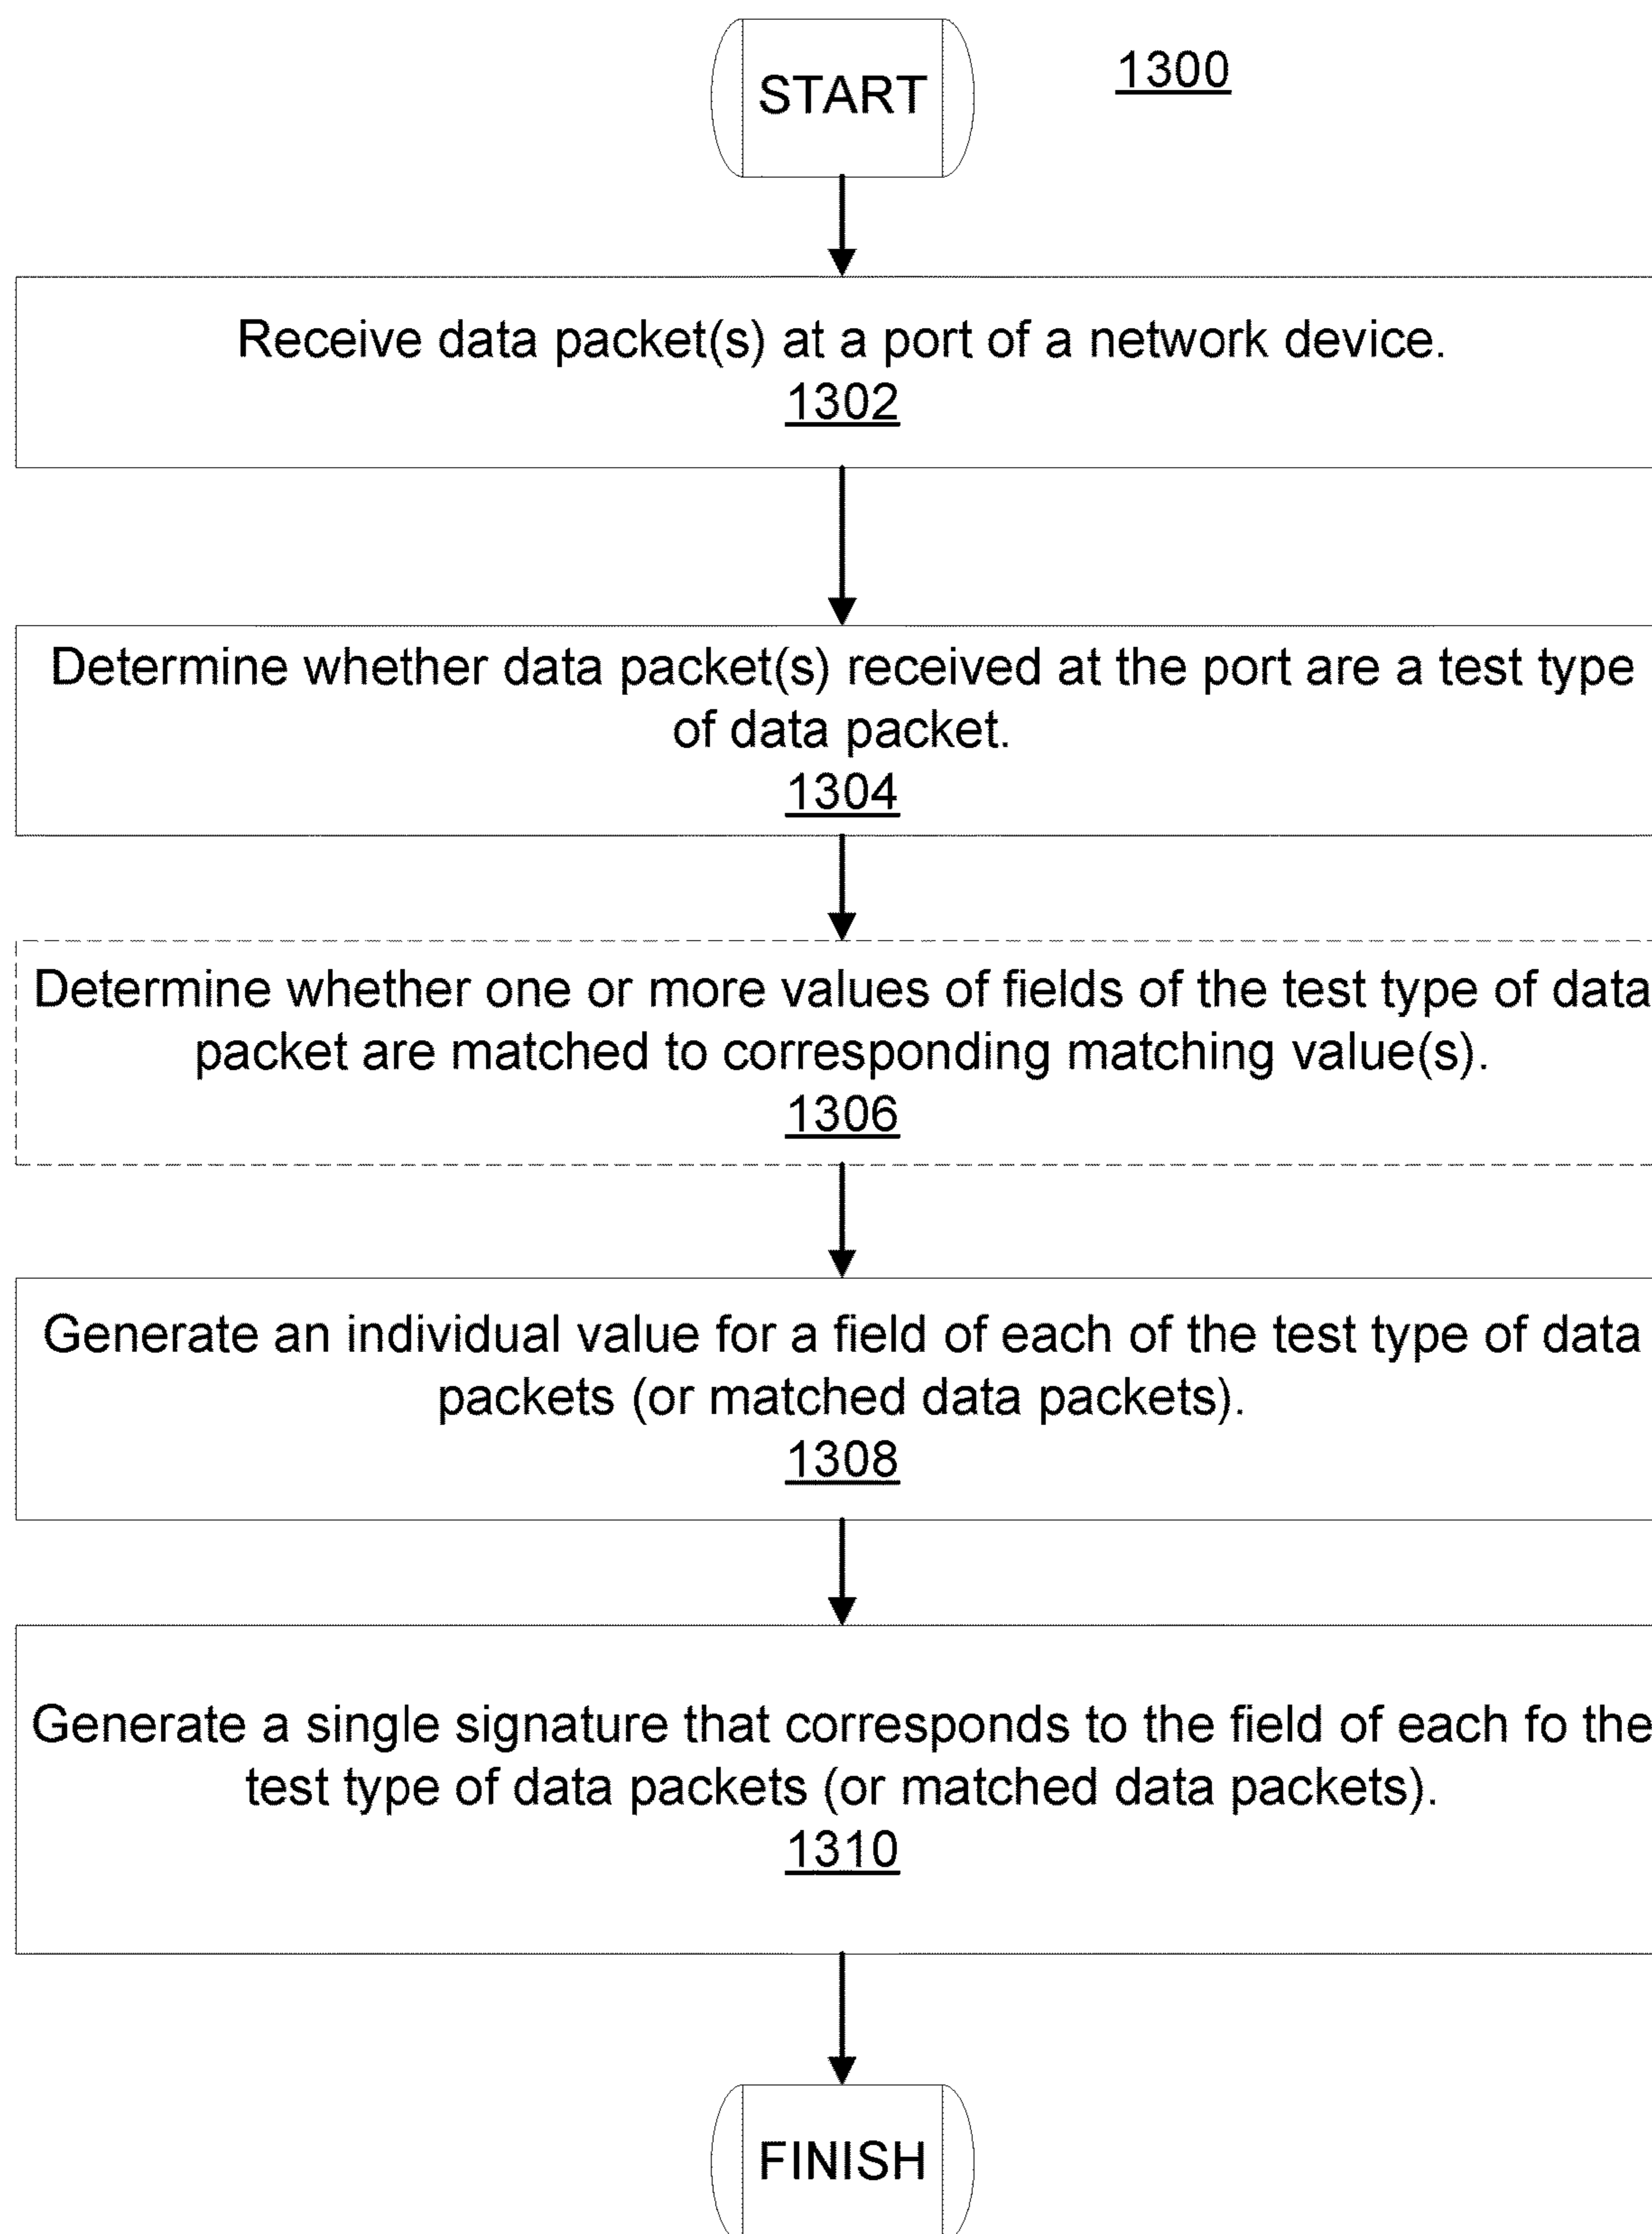 START
1300
Receive data packet(s) at a port of a network device.
1302
Determine whether data packet(s) received at the port are a test type
of data packet.
1304
Determine whether one or more values of fields of the test type of data
packet are matched to corresponding matching value(s).
1306
Generate an individual value for a field of each of the test type of data
packets (or matched data packets).
1308
Generate a single signature that corresponds to the field of each fo the
test type of data packets (or matched data packets).
1310
FINISH